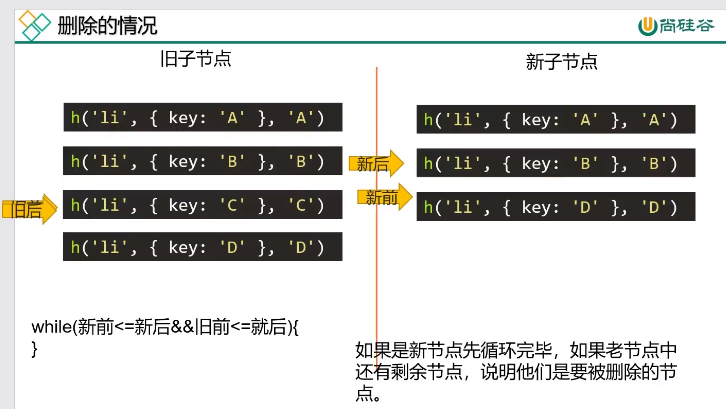 删除的情况
尚硅谷
旧子节点
新子节点
h('li', { key: 'A' }, 'A')
h('li', { key: 'B' }, 'B')
旧后
h('li', { key: 'C' }, 'C')
h('li', { key: 'D' }, 'D')
h('li', { key: 'A' }, 'A')
新后
h('li', { key: 'B' }, 'B')
新前
h('li', { key: 'D' }, 'D')
while(新前<=新后&&旧前<=就后){
}
如果是新节点先循环完毕，如果老节点中
还有剩余节点，说明他们是要被删除的节
点。